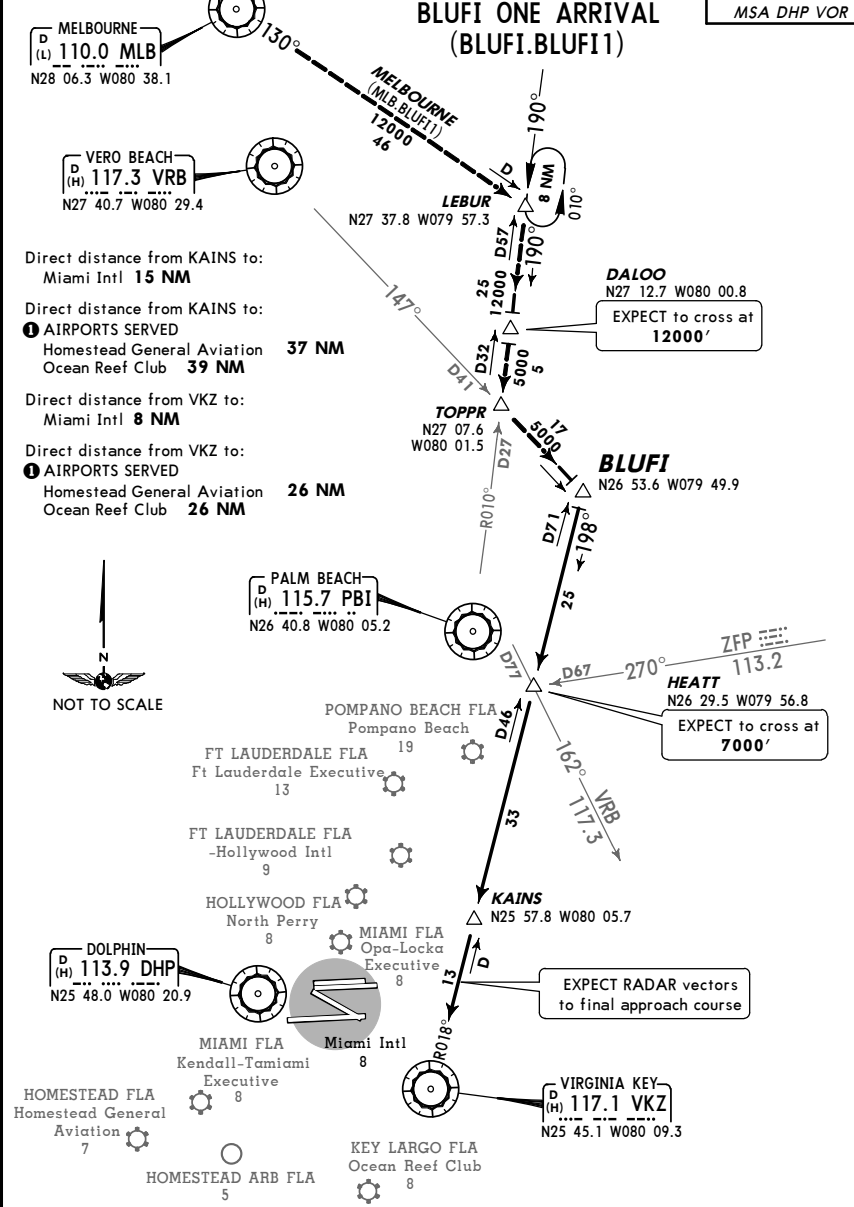 BLUFI ONE ARRIVAL
(BLUFI.BLUFI1)
MSA DHP VOR
MELBOURNE
D
(L) 110.0 MLB
N28 06.3 W080 38.1
130°
MELBOURNE
(MLB.BLUFI1)
12000
46
190°
VERO BEACH
D
(H) 117.3 VRB
N27 40.7 W080 29.4
D
8 NM
010°
LEBUR
N27 37.8 W079 57.3
D57
190°
25
12000
Direct distance from KAINS to:
Miami Intl 15 NM
Direct distance from KAINS to:
1 AIRPORTS SERVED
Homestead General Aviation 37 NM
Ocean Reef Club 39 NM
Direct distance from VKZ to:
Miami Intl 8 NM
Direct distance from VKZ to:
1 AIRPORTS SERVED
Homestead General Aviation 26 NM
Ocean Reef Club 26 NM
147°
D41
DALOO
N27 12.7 W080 00.8
EXPECT to cross at
12000'
D32
5000
5
TOPPR
N27 07.6
W080 01.5
17
5000
D27
R010°
BLUFI
N26 53.6 W079 49.9
D71
198°
25
PALM BEACH
D
(H) 115.7 PBI
N26 40.8 W080 05.2
N
NOT TO SCALE
D77
D67
270°
ZFP
113.2
HEATT
N26 29.5 W079 56.8
EXPECT to cross at
7000'
D46
162°
VRB
117.3
33
POMPANO BEACH FLA
Pompano Beach
19
FT LAUDERDALE FLA
Ft Lauderdale Executive
13
FT LAUDERDALE FLA
-Hollywood Intl
9
HOLLYWOOD FLA
North Perry
8
KAINS
N25 57.8 W080 05.7
MIAMI FLA
Opa-Locka
Executive
8
DOLPHIN
D
(H) 113.9 DHP
N25 48.0 W080 20.9
D
13
EXPECT RADAR vectors
to final approach course
R018°
Miami Intl
8
MIAMI FLA
Kendall-Tamiami
Executive
8
VIRGINIA KEY
D
(H) 117.1 VKZ
N25 45.1 W080 09.3
HOMESTEAD FLA
Homestead General
Aviation
7
HOMESTEAD ARB FLA
5
KEY LARGO FLA
Ocean Reef Club
8